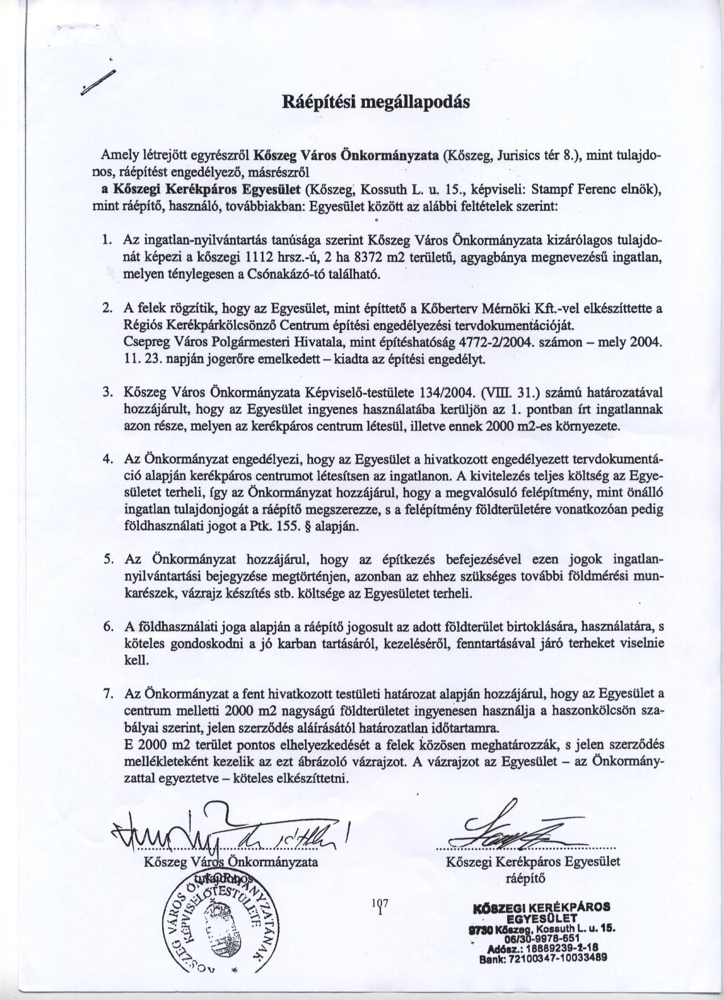 Ráépítési megállapodás
Amely létrejött egyrészről Kőszeg Város Önkormányzata (Kőszeg, Jurisics tér 8.), mint tulajdo-
nos, ráépítést engedélyező, másrészről
a Kőszegi Kerékpáros Egyesület (Kőszeg, Kossuth L. u. 15., képviseli: Stampf Ferenc elnök),
mint ráépítő, használó, továbbiakban: Egyesület között az alábbi feltételek szerint:
1. Az ingatlan-nyilvántartás tanúsága szerint Kőszeg Város Önkormányzata kizárólagos tulajdo-
nát képezi a kőszegi 1112 hrsz.-ú, 2 ha 8372 m2 területű, agyagbánya megnevezésű ingatlan,
melyen ténylegesen a Csónakázó-tó található.
2. A felek rögzítik, hogy az Egyesület, mint építtető a Kőberterv Mérnöki Kft.-vel elkészíttette a
Régiós Kerékpárkölcsönző Centrum építési engedélyezési tervdokumentációját.
Csepreg Város Polgármesteri Hivatala, mint építéshatóság 4772-2/2004. számon – mely 2004.
11. 23. napján jogerőre emelkedett – kiadta az építési engedélyt.
3. Kőszeg Város Önkormányzata Képviselő-testülete 134/2004. (VIII. 31.) számú határozatával
hozzájárult, hogy az Egyesület ingyenes használatába kerüljön az 1. pontban írt ingatlannak
azon része, melyen az kerékpáros centrum létesül, illetve ennek 2000 m2-es környezete.
4. Az Önkormányzat engedélyezi, hogy az Egyesület a hivatkozott engedélyezett tervdokumentá-
ció alapján kerékpáros centrumot létesítsen az ingatlanon. A kivitelezés teljes költség az Egye-
sületet terheli, így az Önkormányzat hozzájárul, hogy a megvalósuló felépítmény, mint önálló
ingatlan tulajdonjogát a ráépítő megszerezze, s a felépítmény földterületére vonatkozóan pedig
földhasználati jogot a Ptk. 155. § alapján.
5. Az Önkormányzat hozzájárul, hogy az építkezés befejezésével ezen jogok ingatlan-
nyilvántartási bejegyzése megtörténjen, azonban az ehhez szükséges további földmérési mun-
karészek, vázrajz készítés stb. költsége az Egyesületet terheli.
6. A földhasználati joga alapján a ráépítő jogosult az adott földterület birtoklására, használatára, s
köteles gondoskodni a jó karban tartásáról, kezeléséről, fenntartásával járó terheket viselnie
kell.
7. Az Önkormányzat a fent hivatkozott testületi határozat alapján hozzájárul, hogy az Egyesület a
centrum melletti 2000 m2 nagyságú földterületet ingyenesen használja a haszonkölcsön sza-
bályai szerint, jelen szerződés aláírásától határozatlan időtartamra.
E 2000 m2 terület pontos elhelyezkedését a felek közösen meghatározzák, s jelen szerződés
mellékleteként kezelik az ezt ábrázoló vázrajzot. A vázrajzot az Egyesület – az Önkormány-
zattal egyeztetve – köteles elkészíttetni.
Kőszeg Város Önkormányzata
tulajdonos
Kőszegi Kerékpáros Egyesület
ráépítő
KŐSZEG VÁROS ÖNKORMÁNYZATÁNAK
KÉPVISELŐTESTÜLETE
*
KŐSZEGI KERÉKPÁROS
EGYESÜLET
9730 Kőszeg, Kossuth L. u. 15.
06/30-9978-651
Adósz.: 18889239-2-18
Bank: 72100347-10033489